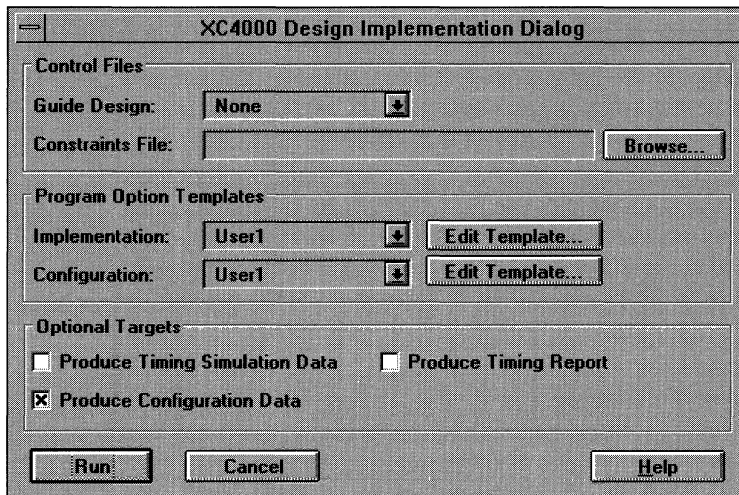 XC4000 Design Implementation Dialog
Control Files
Guide Design: None
Constraints File: Browse...
Program Option Templates
Implementation: User1 Edit Template...
Configuration: User1 Edit Template...
Optional Targets
Produce Timing Simulation Data Produce Timing Report
Produce Configuration Data
Run Cancel Help